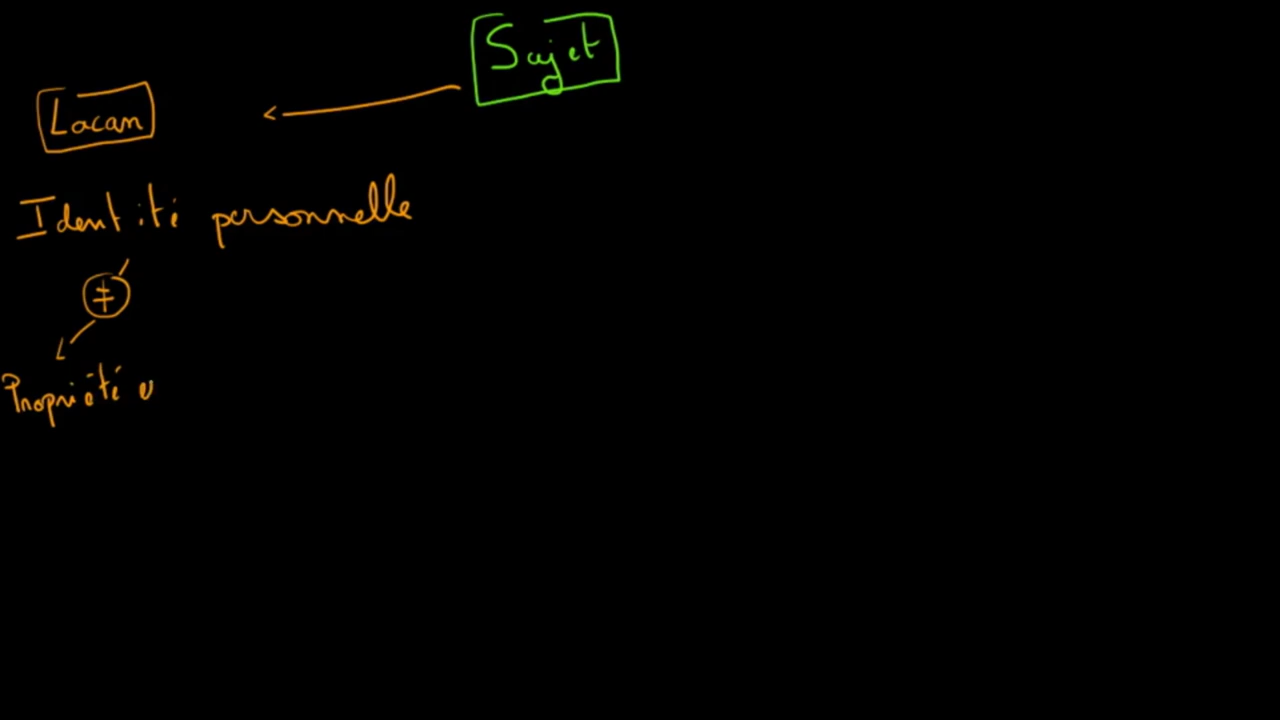 Sujet
Lacan
Identité personnelle
≠
Propriété